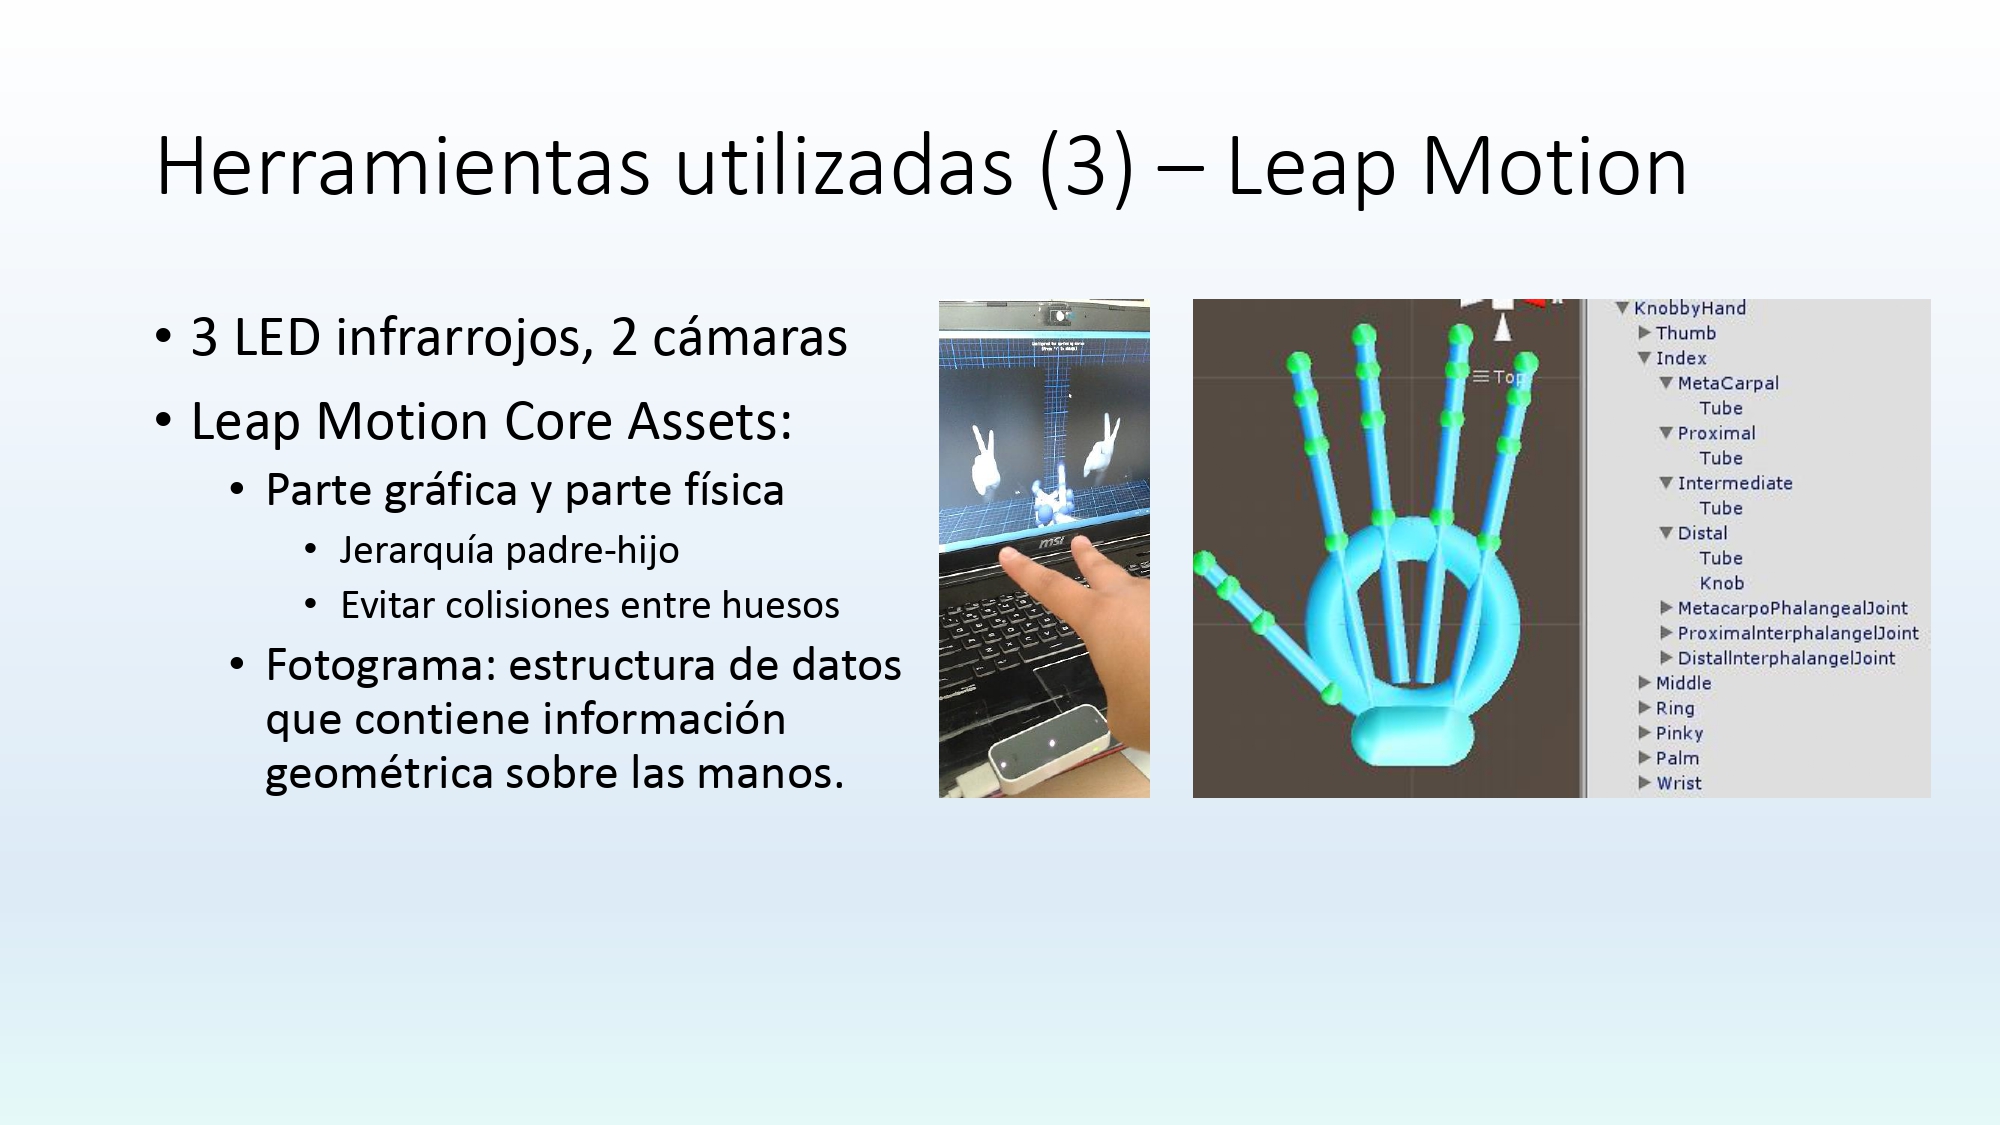 Herramientas utilizadas (3) – Leap Motion
• 3 LED infrarrojos, 2 cámaras
• Leap Motion Core Assets:
• Parte gráfica y parte física
• Jerarquía padre-hijo
• Evitar colisiones entre huesos
• Fotograma: estructura de datos
que contiene información
geométrica sobre las manos.
msi
Top
KnobbyHand
Thumb
Index
MetaCarpal
Tube
Proximal
Tube
Intermediate
Tube
Distal
Tube
Knob
MetacarpoPhalangealJoint
ProximalnterphalangelJoint
DistalInterphalangelJoint
Middle
Ring
Pinky
Palm
Wrist